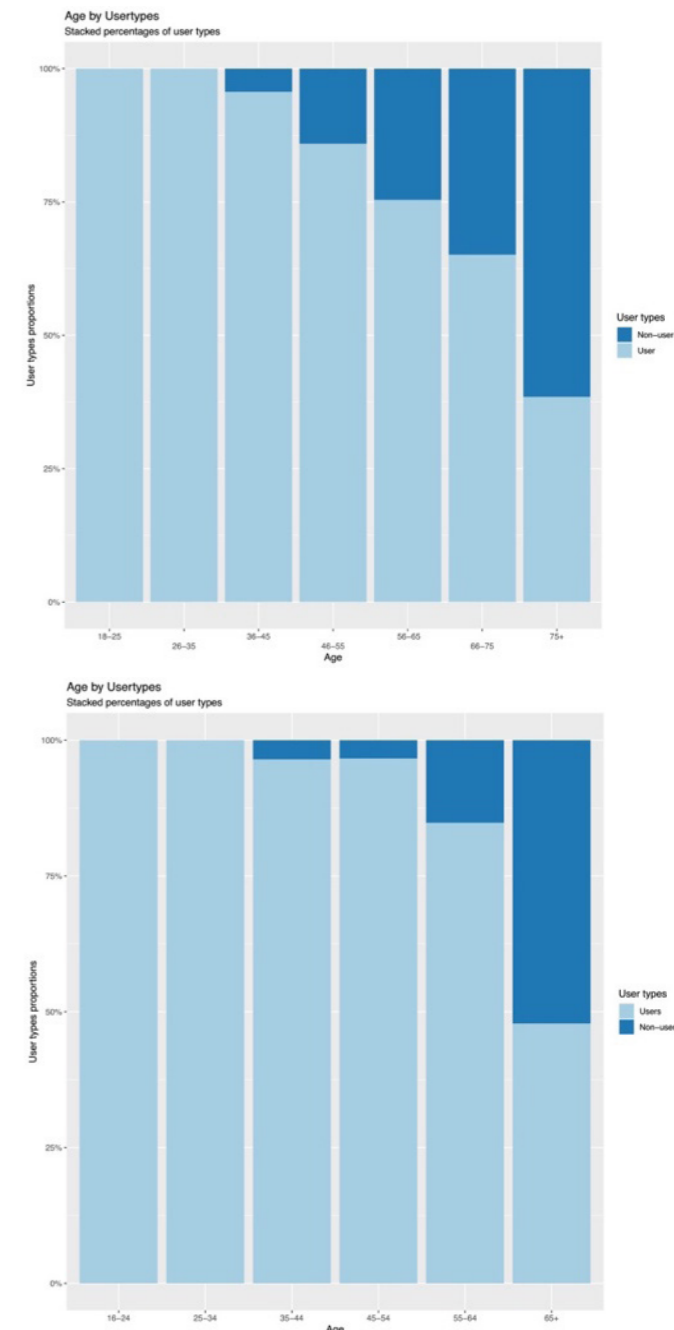 Age by Usertypes
Stacked percentages of user types
100%
75%
50%
25%
0%
User types proportions
18–25
26–35
36–45
46–55
56–65
66–75
75+
Age
User types
Non–user
User
Age by Usertypes
Stacked percentages of user types
100%
75%
50%
25%
0%
User types proportions
16–24
25–34
35–44
45–54
55–64
65+
Age
User types
Users
Non–user